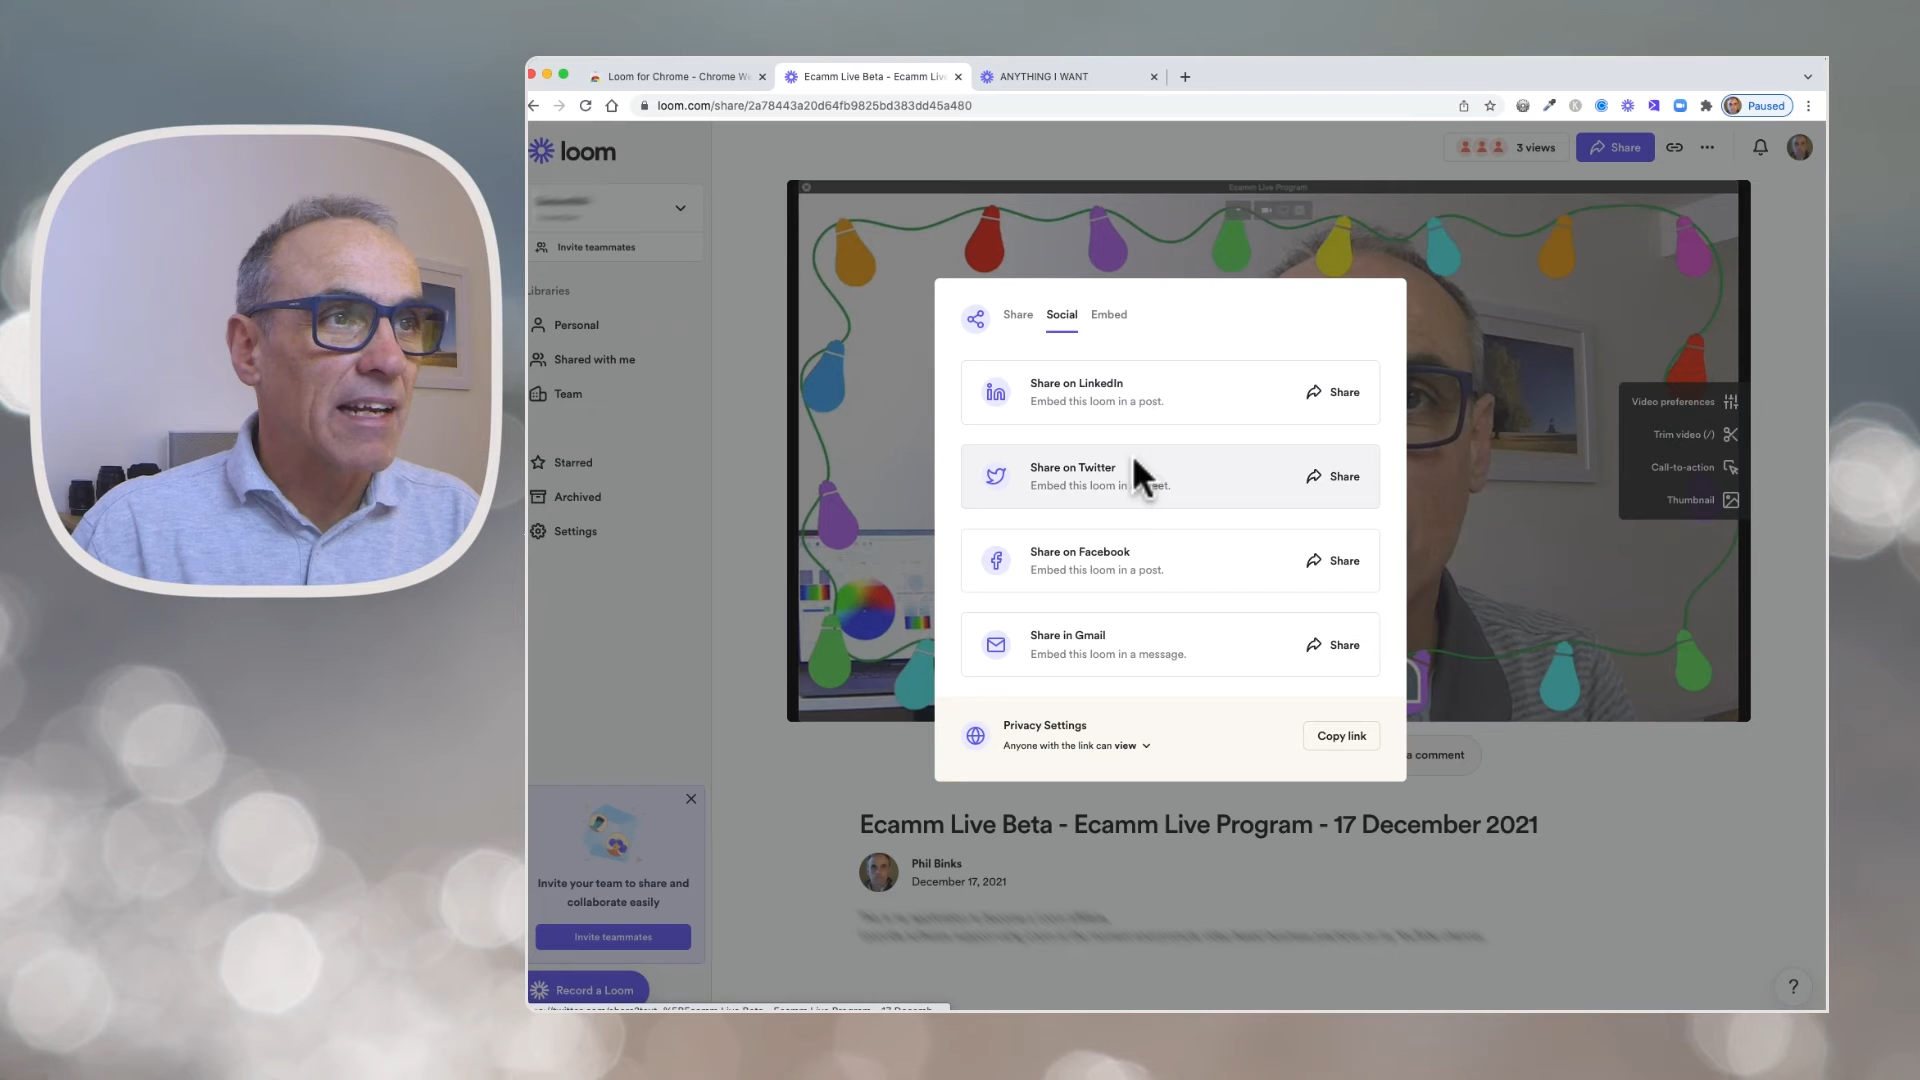 Loom for Chrome - Chrome We
Ecamm Live Beta - Ecamm Live
ANYTHING I WANT
loom.com/share/2a78443a20d64fb9825bd383dd45a480
Paused
loom
3 views
Share
Ecamm Live Program
Invite teammates
Libraries
Personal
Shared with me
Team
Starred
Archived
Settings
Share
Social
Embed
Share on LinkedIn
Embed this loom in a post.
Share
Share on Twitter
Embed this loom in
Share
Share on Facebook
Embed this loom in a post.
Share
Share in Gmail
Embed this loom in a message.
Share
Privacy Settings
Anyone with the link can view
Copy link
Video preferences
Trim video (/)
Call-to-action
Thumbnail
a comment
Ecamm Live Beta - Ecamm Live Program - 17 December 2021
Phil Binks
December 17, 2021
Invite your team to share and
collaborate easily
Invite teammates
Record a Loom
?